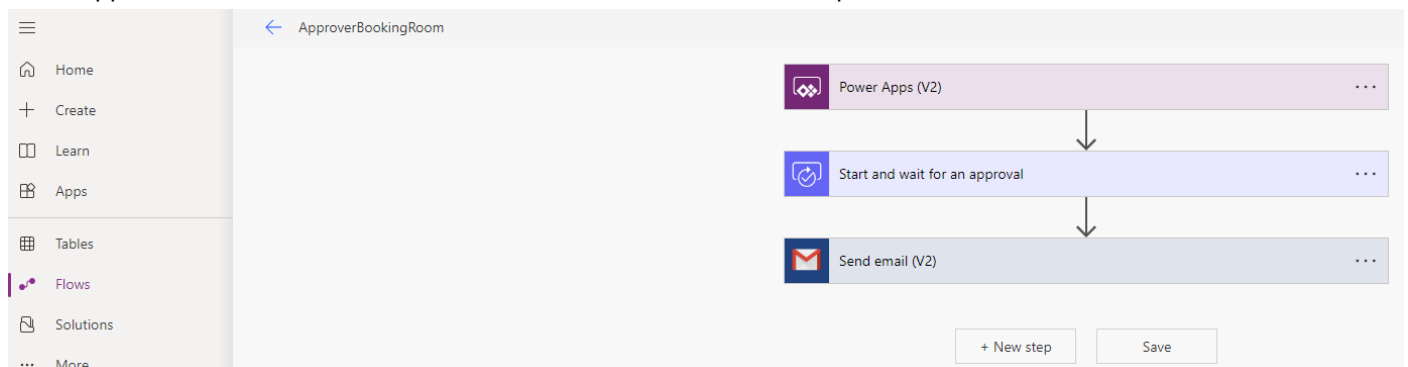 ApproverBookingRoom
Home
Create
Learn
Apps
Tables
Flows
Solutions
More
Power Apps (V2)
Start and wait for an approval
Send email (V2)
+ New step
Save